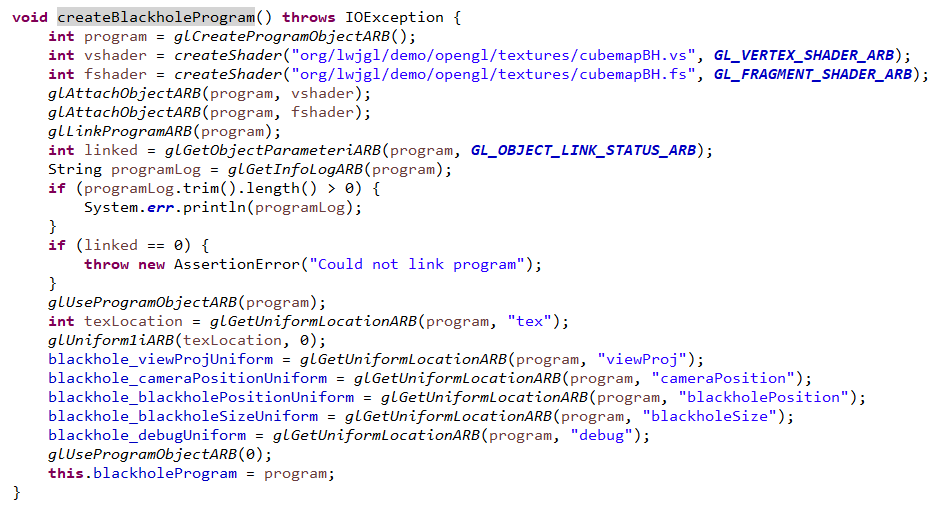 void createBlackholeProgram() throws IOException {
    int program = glCreateProgramObjectARB();
    int vshader = createShader("org/lwjgl/demo/opengl/textures/cubemapBH.vs", GL_VERTEX_SHADER_ARB);
    int fshader = createShader("org/lwjgl/demo/opengl/textures/cubemapBH.fs", GL_FRAGMENT_SHADER_ARB);
    glAttachObjectARB(program, vshader);
    glAttachObjectARB(program, fshader);
    glLinkProgramARB(program);
    int linked = glGetObjectParameteriARB(program, GL_OBJECT_LINK_STATUS_ARB);
    String programLog = glGetInfoLogARB(program);
    if (programLog.trim().length() > 0) {
        System.err.println(programLog);
    }
    if (linked == 0) {
        throw new AssertionError("Could not link program");
    }
    glUseProgramObjectARB(program);
    int texLocation = glGetUniformLocationARB(program, "tex");
    glUniform1iARB(texLocation, 0);
    blackhole_viewProjUniform = glGetUniformLocationARB(program, "viewProj");
    blackhole_cameraPositionUniform = glGetUniformLocationARB(program, "cameraPosition");
    blackhole_blackholePositionUniform = glGetUniformLocationARB(program, "blackholePosition");
    blackhole_blackholeSizeUniform = glGetUniformLocationARB(program, "blackholeSize");
    blackhole_debugUniform = glGetUniformLocationARB(program, "debug");
    glUseProgramObjectARB(0);
    this.blackholeProgram = program;
}